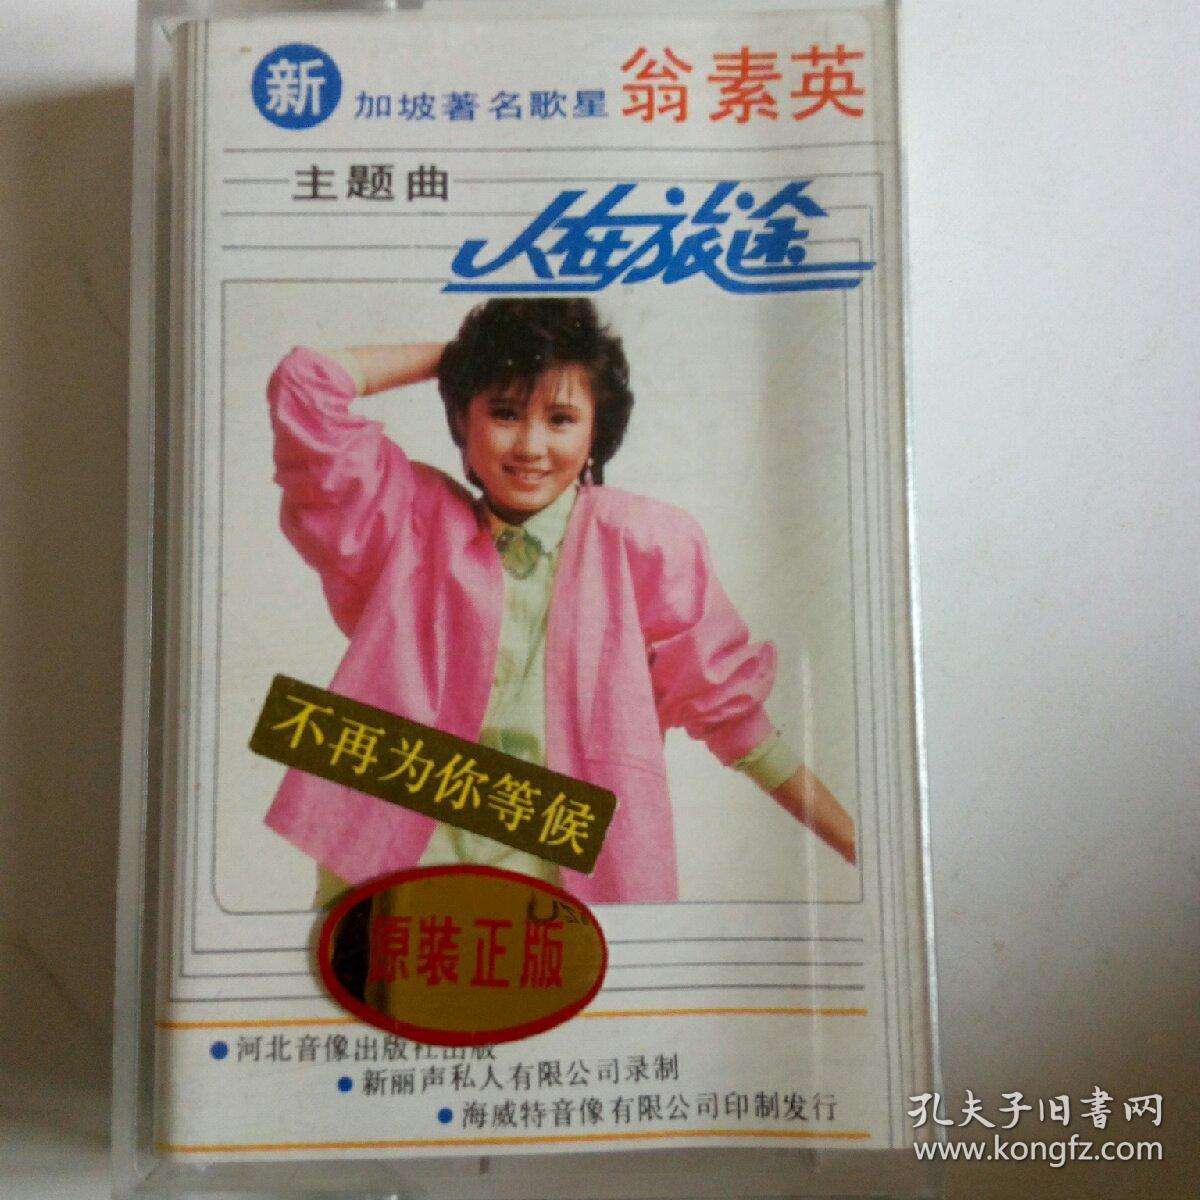 新加坡著名歌星 翁素英
主题曲
人在旅途
不再为你等候
原装正版
●河北音像出版社出版
●新丽声私人有限公司录制
●海威特音像有限公司印制发行
孔夫子旧書网
www.kongfz.com